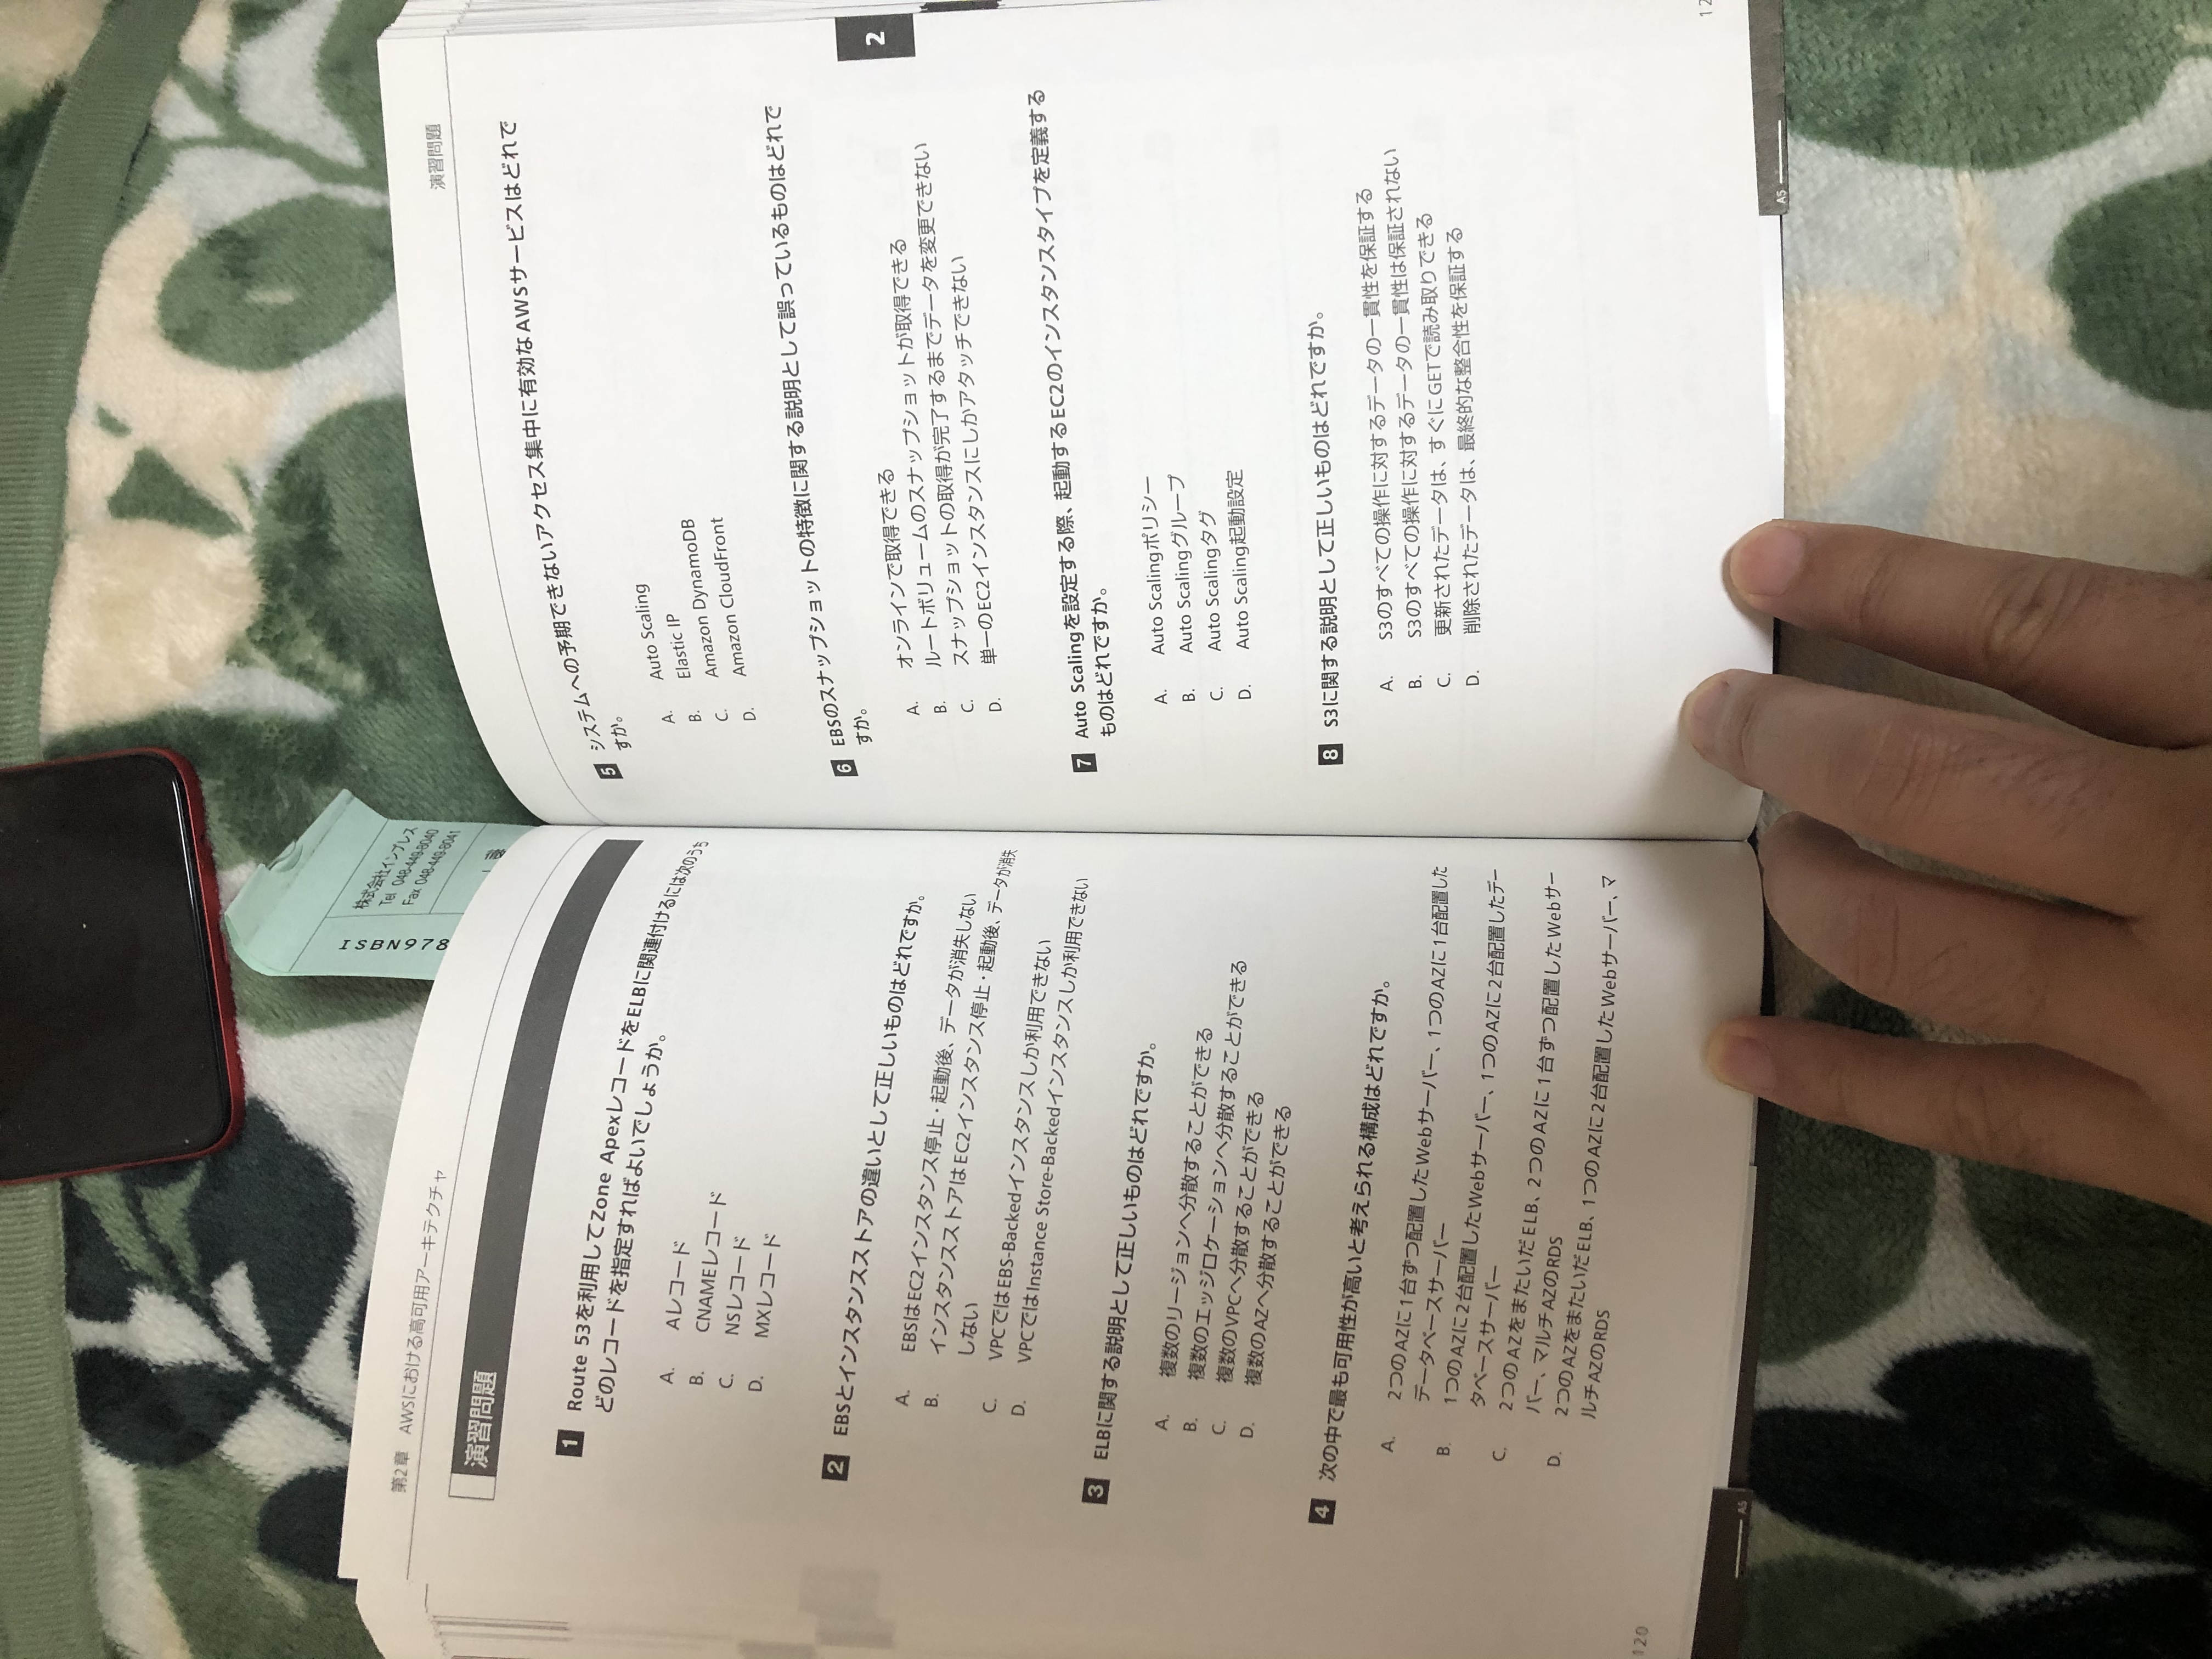 第2章　AWSにおける高可用アーキテクチャ
演習問題
1 Route 53を利用してZone ApexレコードをELBに関連付けるには次のうち
どのレコードを指定すればよいでしょうか。
A. Aレコード
B. CNAMEレコード
C. NSレコード
D. MXレコード
2 EBSとインスタンスストアの違いとして正しいものはどれですか。
A. EBSはEC2インスタンス停止・起動後、データが消失しない
B. インスタンスストアはEC2インスタンス停止・起動後、データが消失
しない
C. VPCではEBS-Backedインスタンスしか利用できない
D. VPCではInstance Store-Backedインスタンスしか利用できない
3 ELBに関する説明として正しいものはどれですか。
A. 複数のリージョンへ分散することができる
B. 複数のエッジロケーションへ分散することができる
C. 複数のVPCへ分散することができる
D. 複数のAZへ分散することができる
4 次の中で最も可用性が高いと考えられる構成はどれですか。
A. 2つのAZに1台ずつ配置したWebサーバー、1つのAZに1台配置した
データベースサーバー
B. 1つのAZに2台配置したWebサーバー、1つのAZに2台配置したデー
タベースサーバー
C. 2つのAZをまたいだELB、2つのAZに1台ずつ配置したWebサー
バー、マルチAZのRDS
D. 2つのAZをまたいだELB、1つのAZに2台配置したWebサーバー、マ
ルチAZのRDS
120
A5
演習問題
2
5 システムへの予期できないアクセス集中に有効なAWSサービスはどれで
すか。
A. Auto Scaling
B. Elastic IP
C. Amazon DynamoDB
D. Amazon CloudFront
6 EBSのスナップショットの特徴に関する説明として誤っているものはどれで
すか。
A. オンラインで取得できる
B. ルートボリュームのスナップショットが取得できる
C. スナップショットの取得が完了するまでデータを変更できない
D. 単一のEC2インスタンスにしかアタッチできない
7 Auto Scalingを設定する際、起動するEC2のインスタンスタイプを定義する
ものはどれですか。
A. Auto Scalingポリシー
B. Auto Scalingグループ
C. Auto Scalingタグ
D. Auto Scaling起動設定
8 S3に関する説明として正しいものはどれですか。
A. S3のすべての操作に対するデータの一貫性を保証する
B. S3のすべての操作に対するデータの一貫性は保証されない
C. 更新されたデータは、すぐにGETで読み取りできる
D. 削除されたデータは、最終的な整合性を保証する
12
A5
株式会社インプレス
Tel 048-449-8040
Fax 048-449-8041
ISBN978